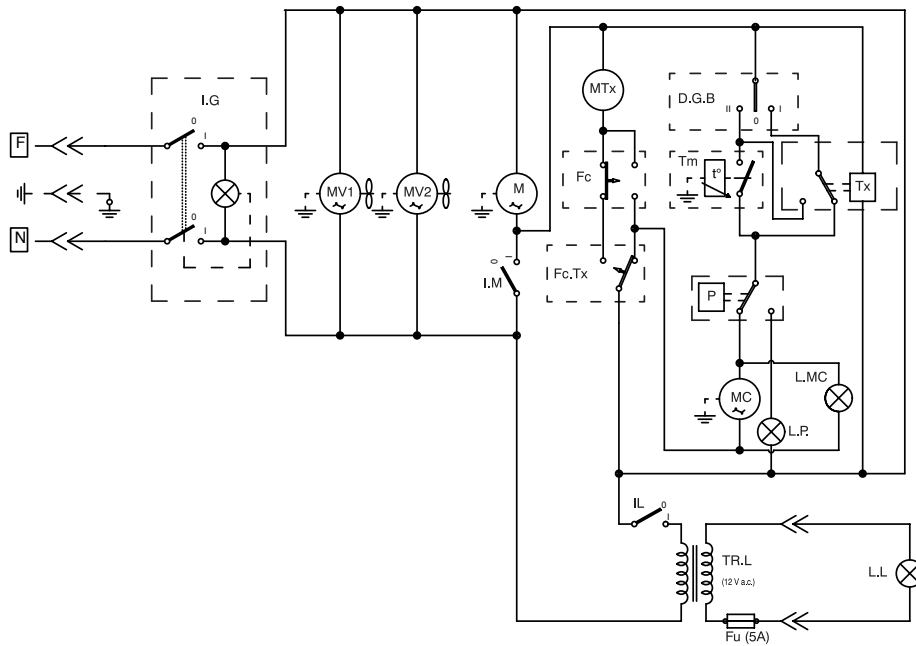 I.G
0
I
F
0
N
MV1
MV2
M
0 I
I.M
MTx
Fc
Fc.Tx
D.G.B
II
0
I
Tm
t°
Tx
P
MC
L.MC
L.P.
IL
0
I
TR.L
(12 V a.c.)
L.L
Fu (5A)